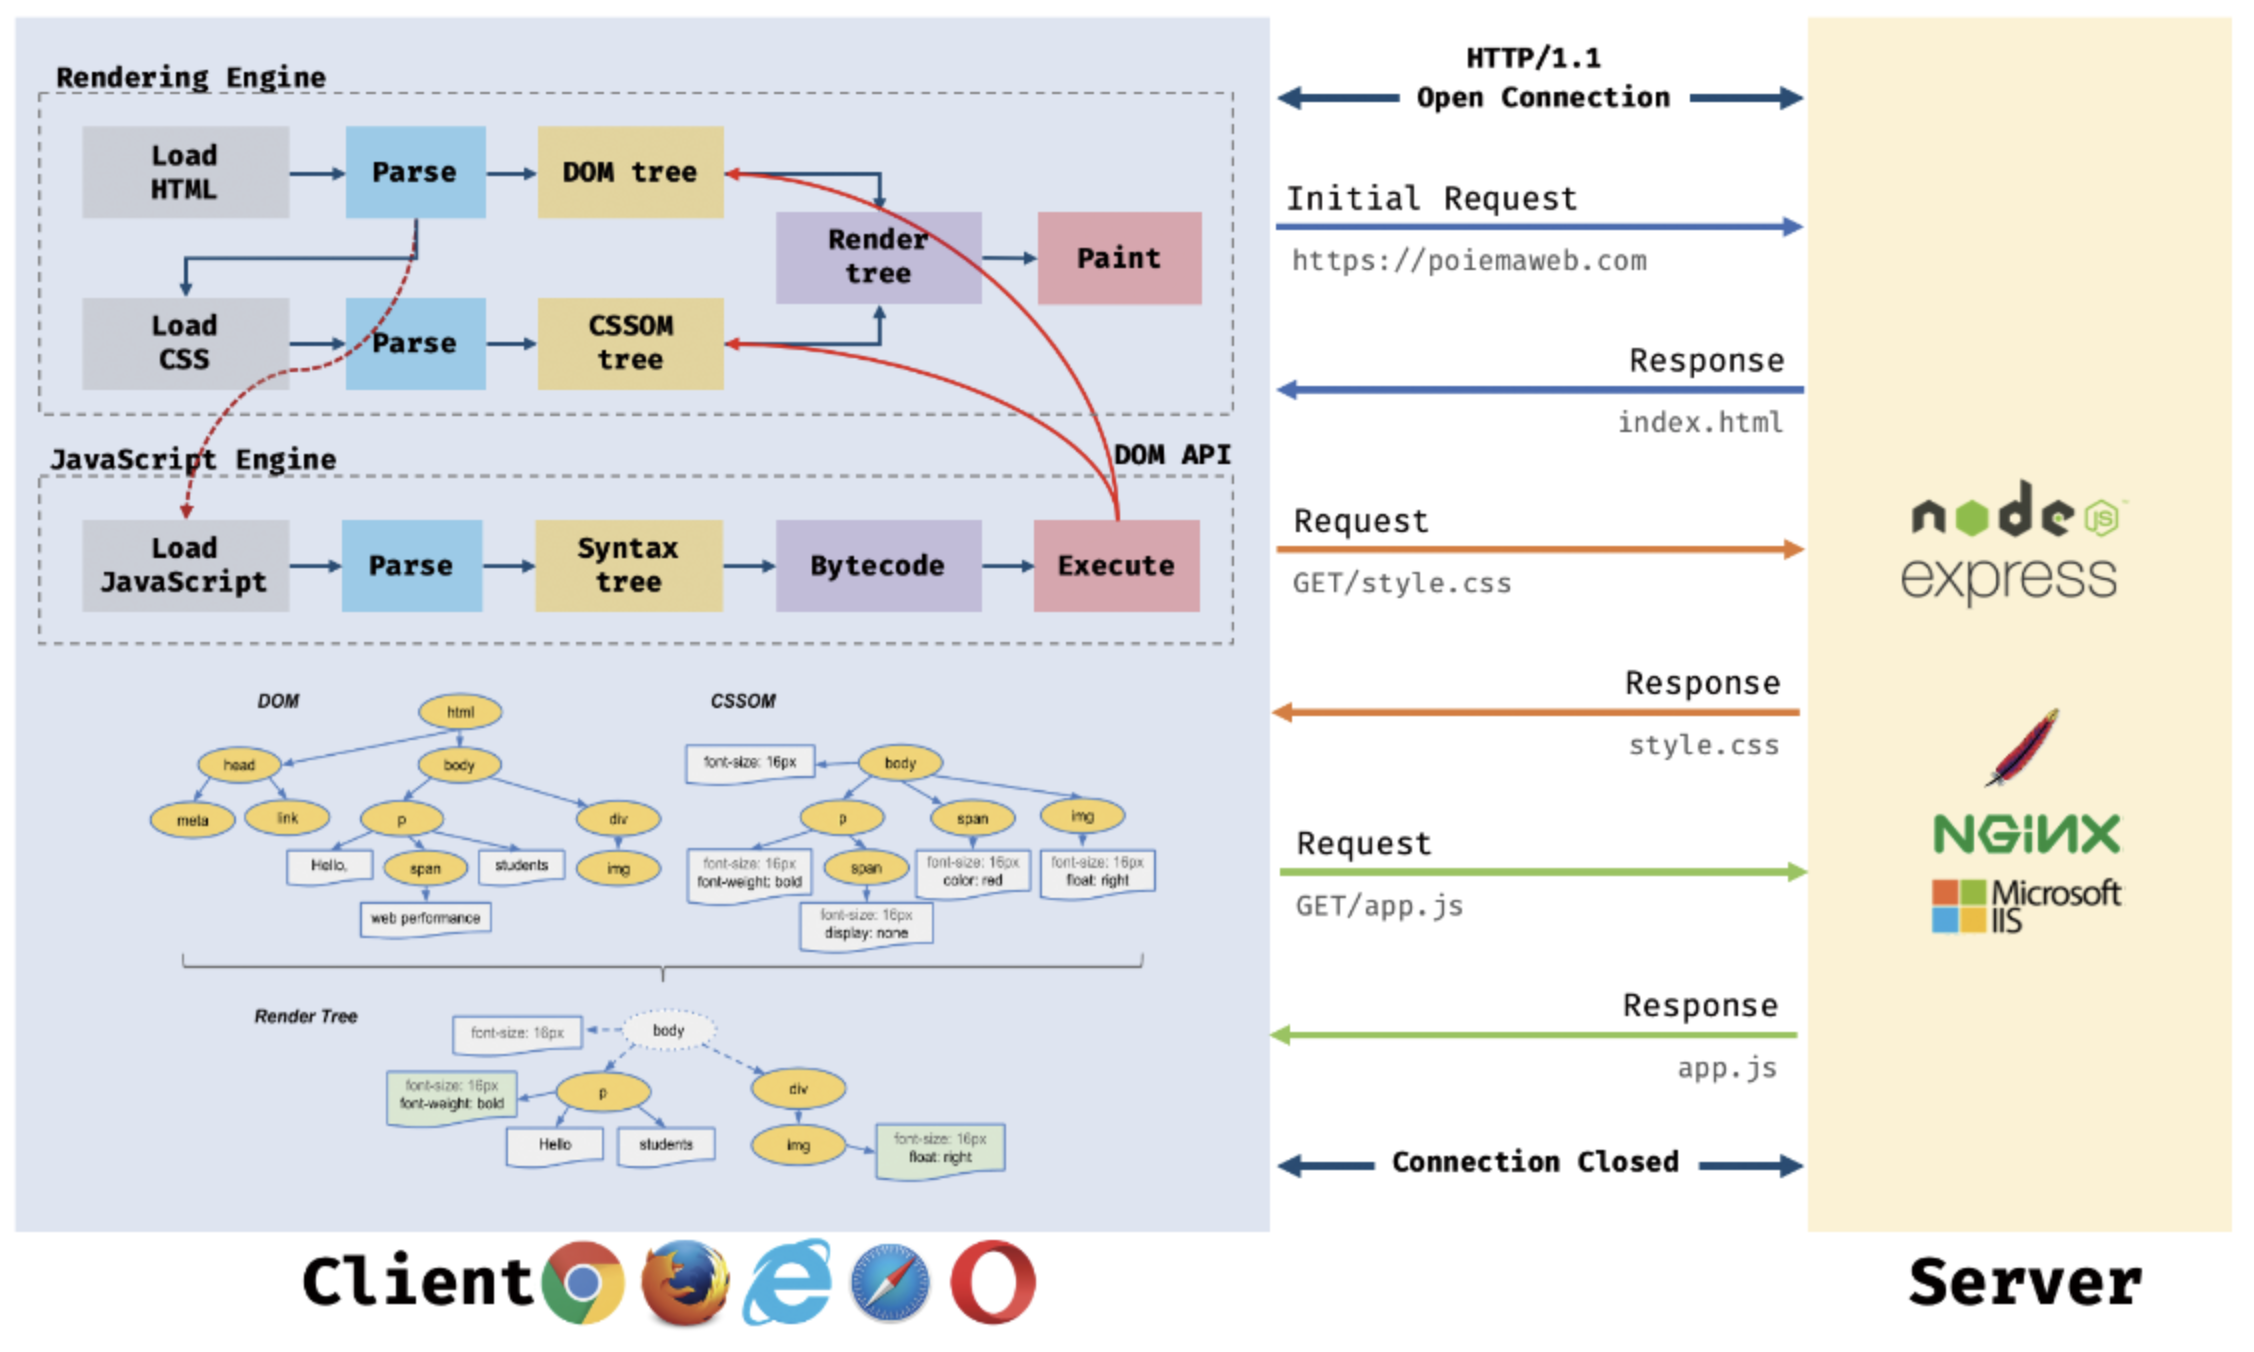 Rendering Engine
Load
HTML
Parse
DOM tree
Render
tree
Paint
Load
CSS
Parse
CSSOM
tree
JavaScript Engine
DOM API
Load
JavaScript
Parse
Syntax
tree
Bytecode
Execute
DOM
html
head
body
meta
link
p
div
Hello,
span
students
img
web performance
CSSOM
font-size: 16px
body
p
span
img
font-size: 16px
font-weight: bold
span
font-size: 16px
color: red
font-size: 16px
float: right
font-size: 16px
display: none
Render Tree
font-size: 16px
body
font-size: 16px
font-weight: bold
p
div
Hello
students
img
font-size: 16px
float: right
Client
HTTP/1.1
Open Connection
Initial Request
https://poiemaweb.com
Response
index.html
Request
GET/style.css
Response
style.css
Request
GET/app.js
Response
app.js
Connection Closed
node JS
express
NGiNX
Microsoft
IIS
Server